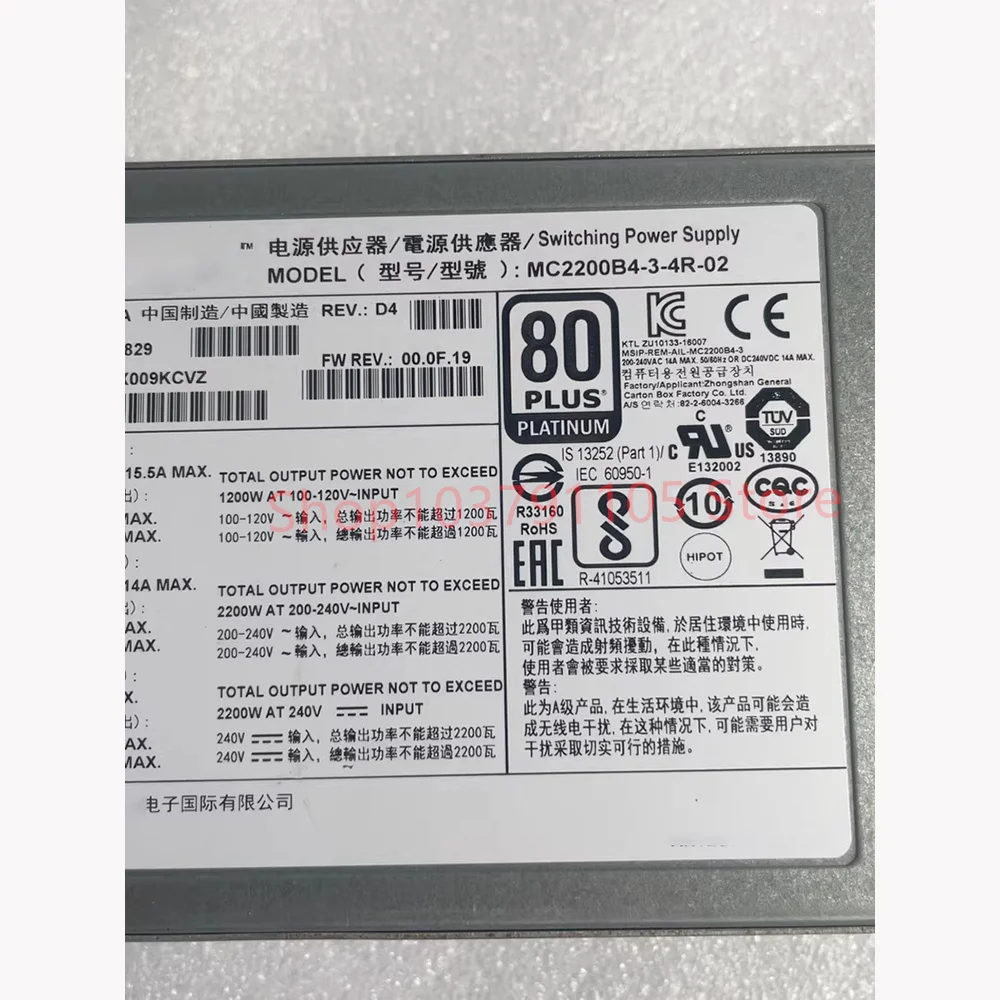 ™ 电源供应器/電源供應器/Switching Power Supply
MODEL ( 型号/型號 ): MC2200B4-3-4R-02
A 中国制造/中國製造 REV.: D4
829
FW REV.: 00.0F.19
X009KCVZ
80
PLUS®
PLATINUM
KC
CE
KTL ZU10133-16007
MSIP-REM-AIL-MC2200B4-3
200-240VAC 14A MAX. 50/60Hz OR DC240VDC 14A MAX.
컴퓨터용전원공급장치
Factory/Applicant:Zhongshan General
Carton Box Factory Co. Ltd.
A/S 연락처:82-2-6004-3266
IS 13252 (Part 1)/
IEC 60950-1
R33160
RoHS
C RU® US
E132002
TÜV
SÜD
13890
CQC
10
HIPOT
EAC
R-41053511
:
15.5A MAX.
出):
MAX.
MAX.
):
14A MAX.
出):
AX.
MAX.
X.
出):
AX.
MAX.
TOTAL OUTPUT POWER NOT TO EXCEED
1200W AT 100-120V~INPUT
100-120V ~ 输入, 总输出功率不能超过1200瓦
100-120V ~ 輸入, 總輸出功率不能超過1200瓦
TOTAL OUTPUT POWER NOT TO EXCEED
2200W AT 200-240V~INPUT
200-240V ~ 输入, 总输出功率不能超过2200瓦
200-240V ~ 輸入, 總輸出功率不能超過2200瓦
TOTAL OUTPUT POWER NOT TO EXCEED
2200W AT 240V ⎓ INPUT
240V ⎓ 输入, 总输出功率不能超过2200瓦
240V ⎓ 輸入, 總輸出功率不能超過2200瓦
警告使用者:
此爲甲類資訊技術設備, 於居住環境中使用時,
可能會造成射頻擾動, 在此種情況下,
使用者會被要求採取某些適當的對策。
警告:
此为A级产品, 在生活环境中, 该产品可能会造
成无线电干扰, 在这种情况下, 可能需要用户对
干扰采取切实可行的措施。
电子国际有限公司
Shop1103791105 Store